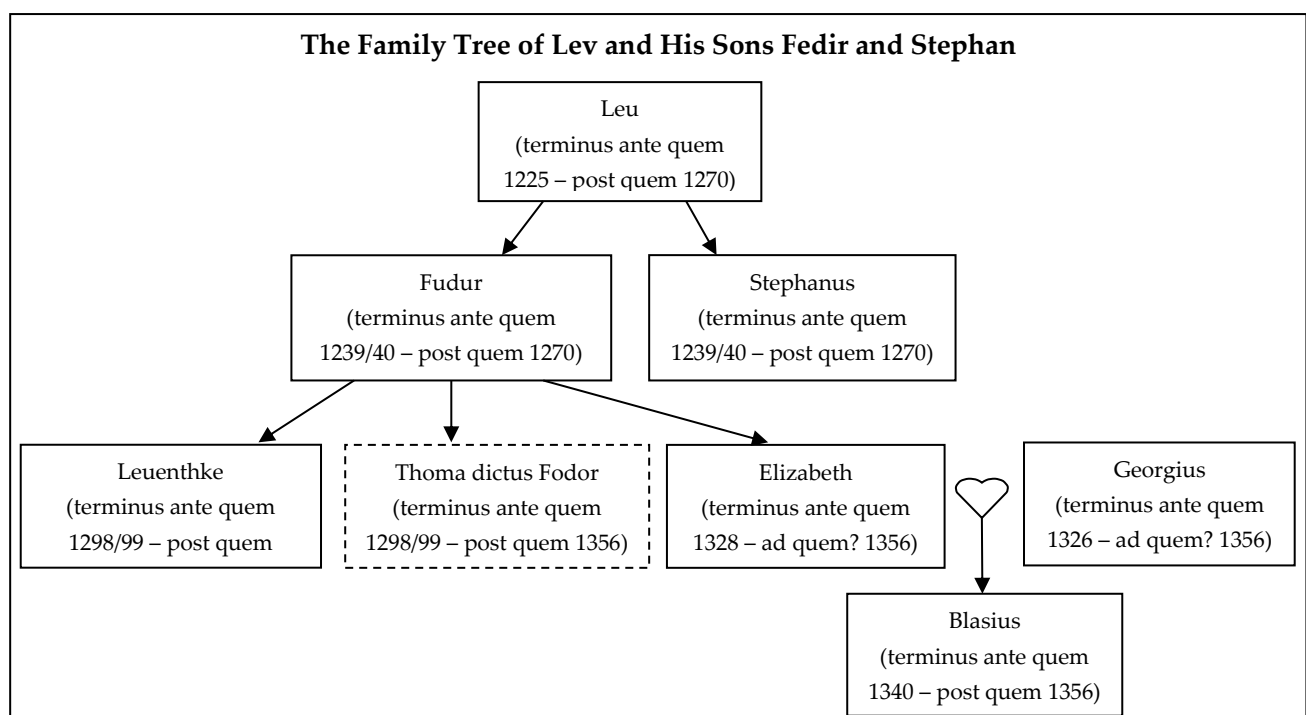 The Family Tree of Lev and His Sons Fedir and Stephan
Leu
(terminus ante quem
1225 – post quem 1270)
Fudur
(terminus ante quem
1239/40 – post quem 1270)
Stephanus
(terminus ante quem
1239/40 – post quem 1270)
Leuenthke
(terminus ante quem
1298/99 – post quem
Thoma dictus Fodor
(terminus ante quem
1298/99 – post quem 1356)
Elizabeth
(terminus ante quem
1328 – ad quem? 1356)
Georgius
(terminus ante quem
1326 – ad quem? 1356)
Blasius
(terminus ante quem
1340 – post quem 1356)